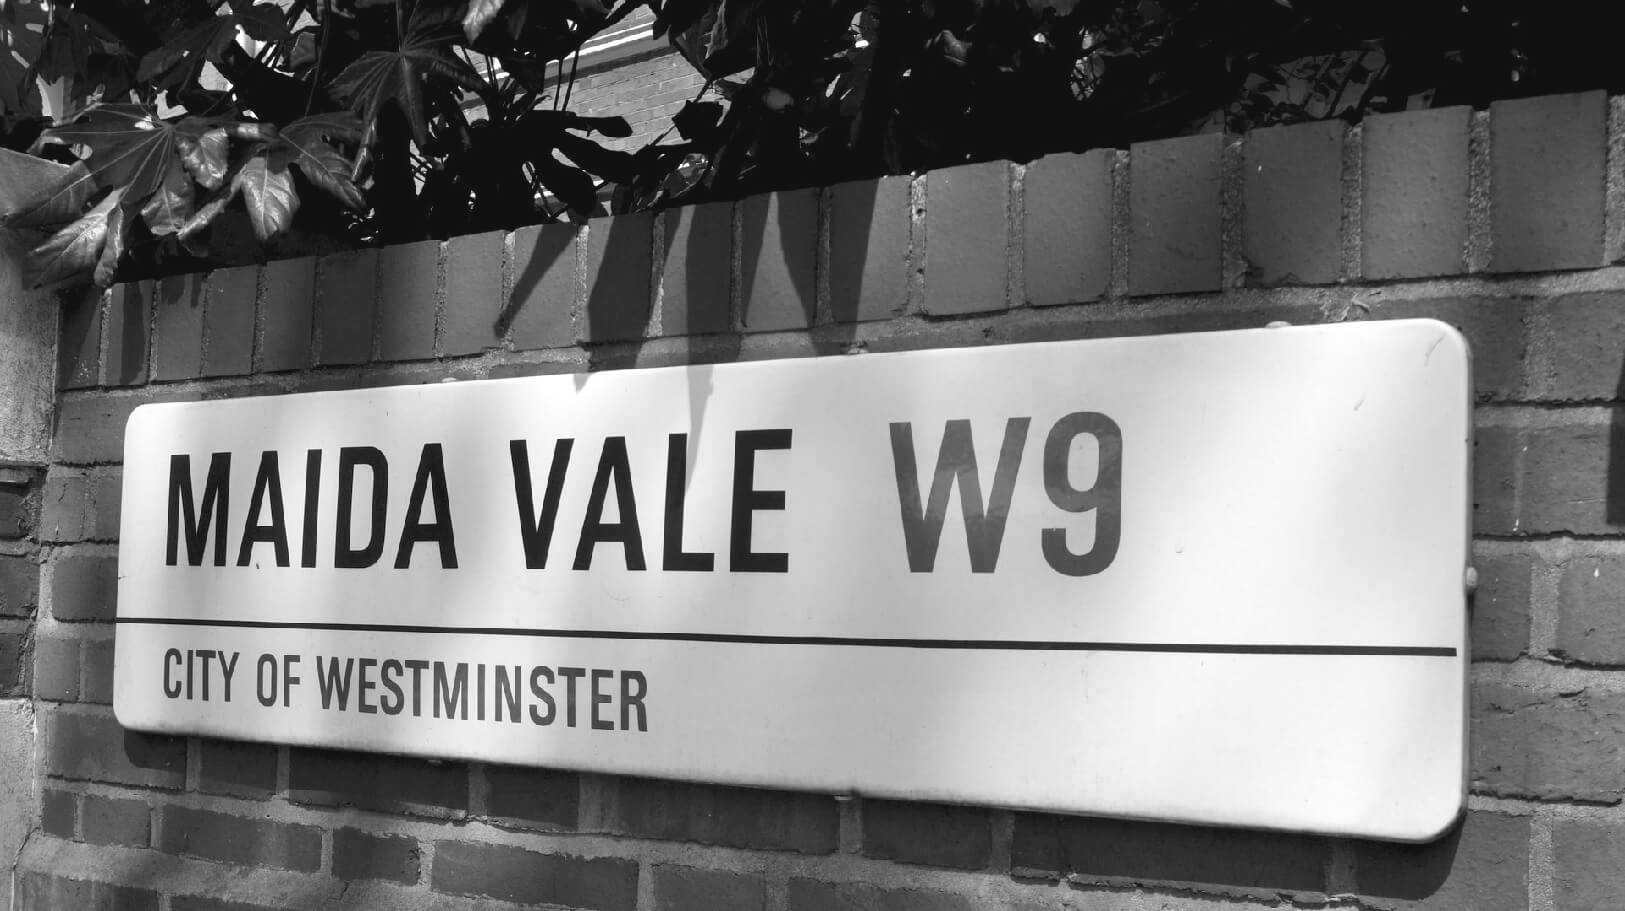 MAIDA VALE W9
CITY OF WESTMINSTER